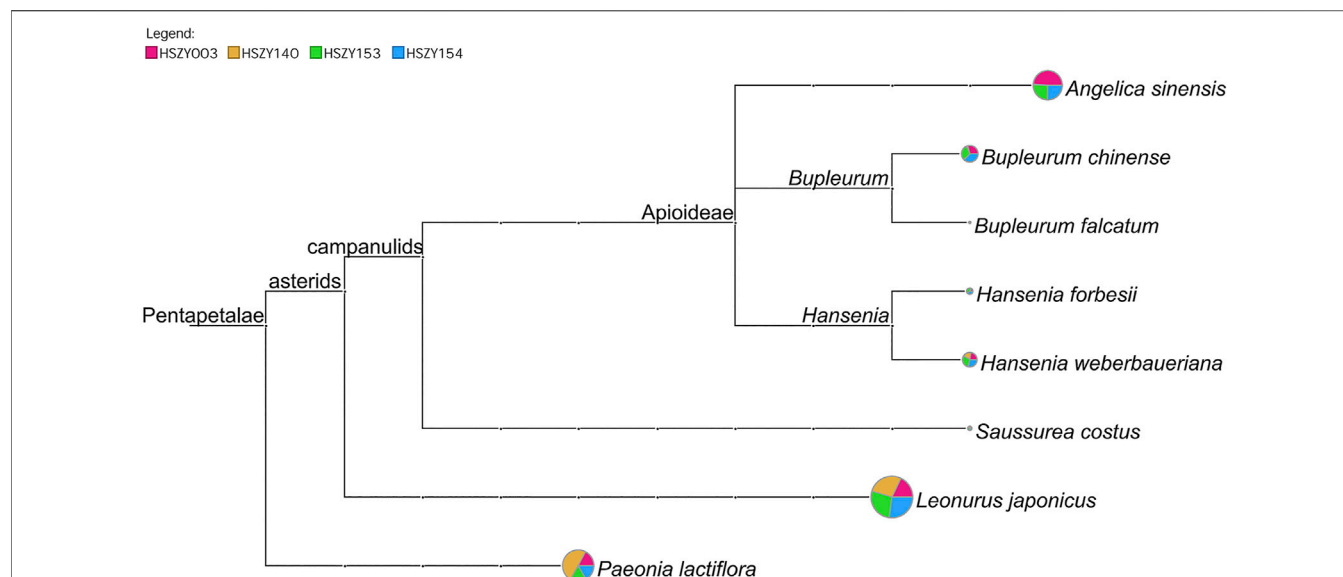 Legend:
HSZY003 HSZY140 HSZY153 HSZY154
Angelica sinensis
Bupleurum chinense
Bupleurum
Apioideae
Bupleurum falcatum
campanulids
asterids
Hansenia forbesii
Pentapetalae
Hansenia
Hansenia weberbaueriana
Saussurea costus
Leonurus japonicus
Paeonia lactiflora